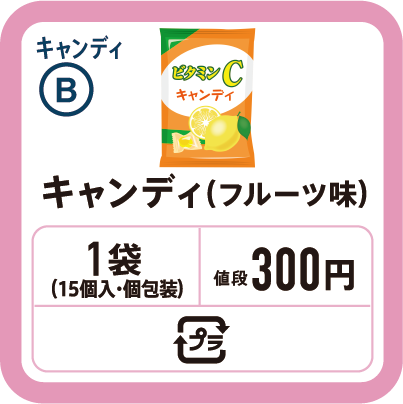 キャンディ
B
ビタミンC
キャンディ
キャンディ(フルーツ味)
1袋
(15個入・個包装)
値段300円
プラ